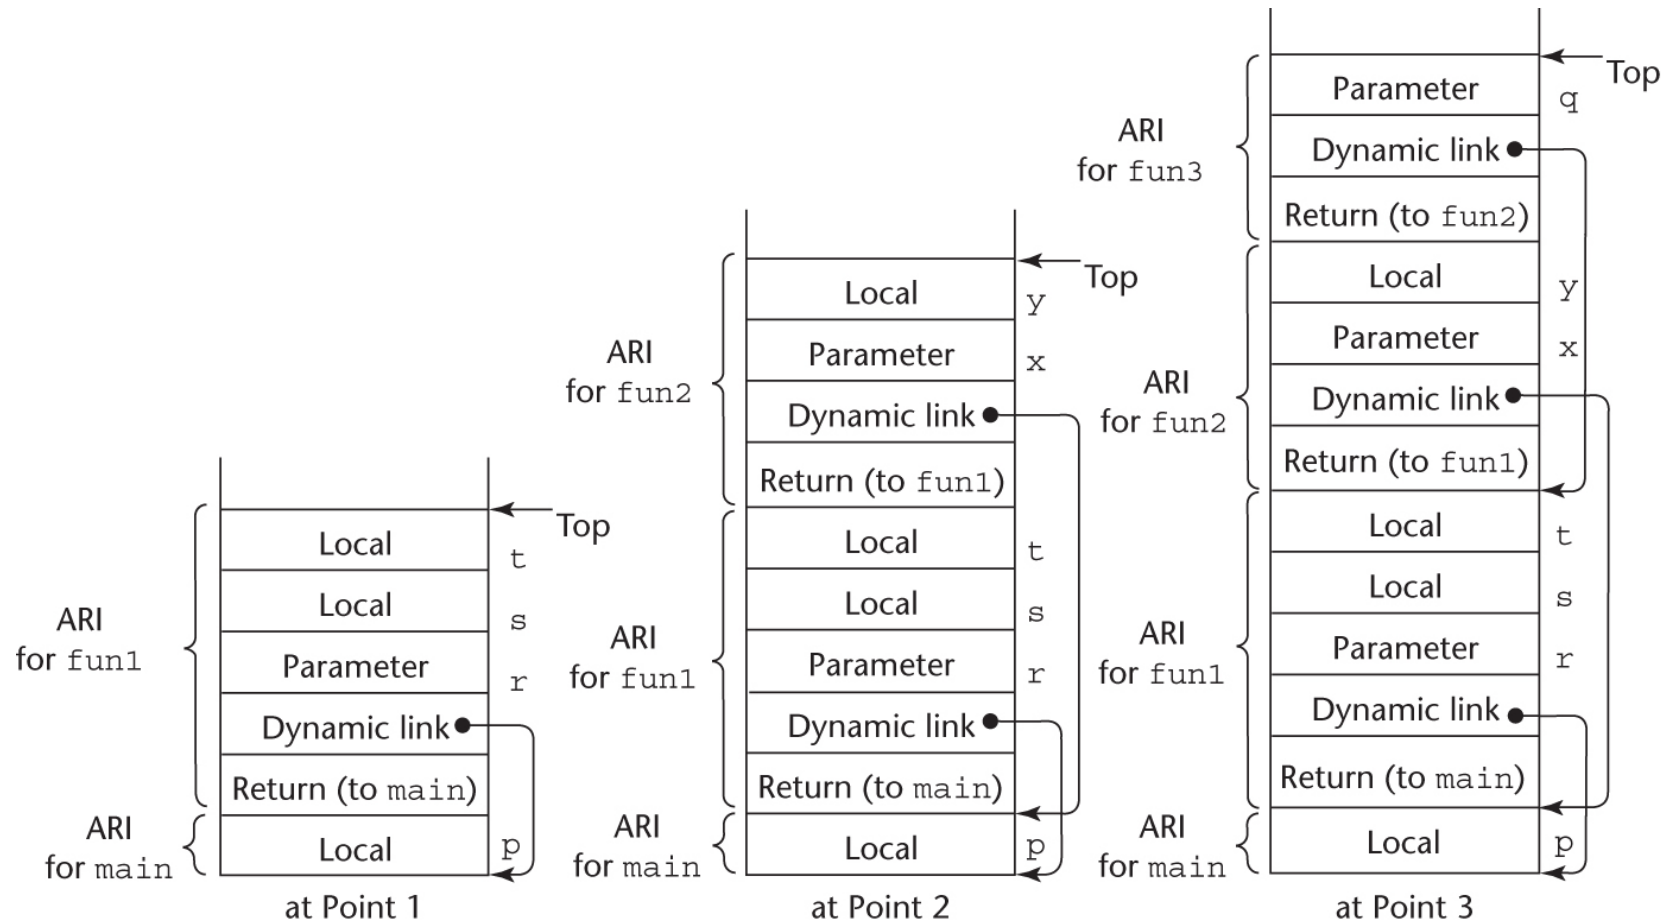 Top
Local
t
Local
s
ARI
for fun1
Parameter
r
Dynamic link
Return (to main)
ARI
for main
Local
p
at Point 1
Top
Local
y
ARI
for fun2
Parameter
x
Dynamic link
Return (to fun1)
Local
t
Local
s
ARI
for fun1
Parameter
r
Dynamic link
Return (to main)
ARI
for main
Local
p
at Point 2
Top
Parameter
q
ARI
for fun3
Dynamic link
Return (to fun2)
Local
y
Parameter
x
ARI
for fun2
Dynamic link
Return (to fun1)
Local
t
Local
s
ARI
for fun1
Parameter
r
Dynamic link
Return (to main)
ARI
for main
Local
p
at Point 3